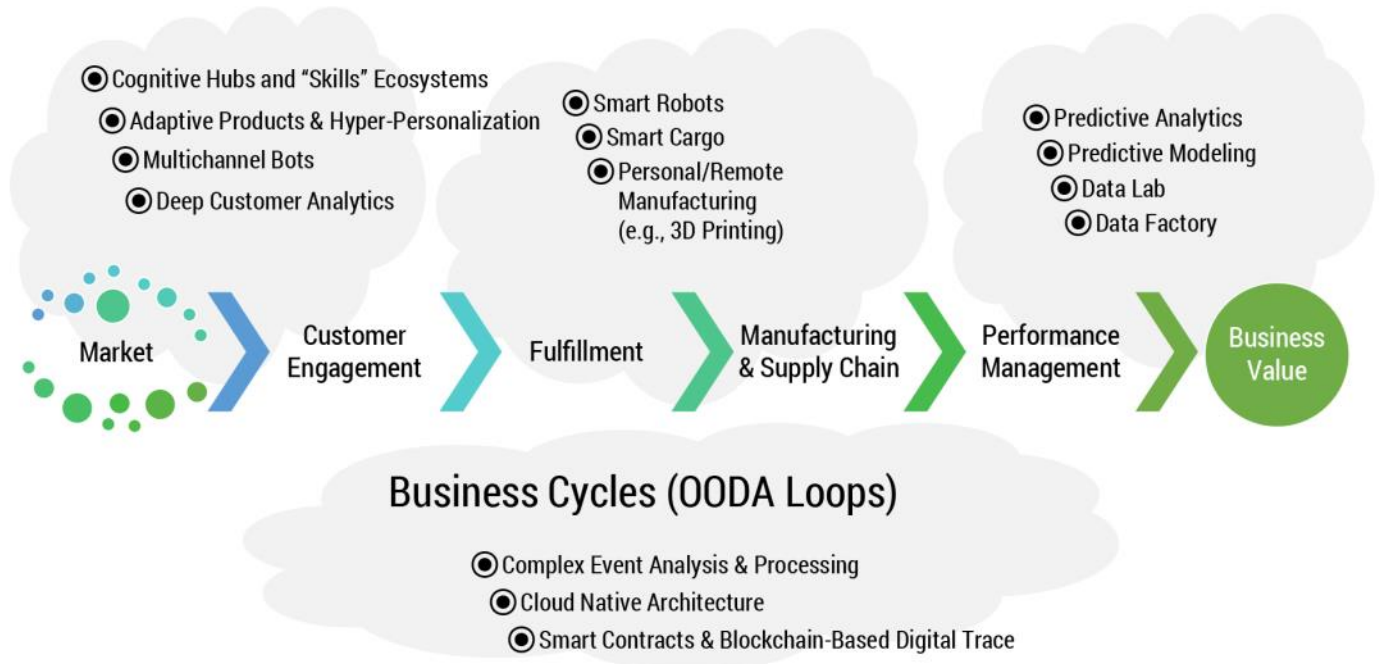 Cognitive Hubs and “Skills” Ecosystems
Adaptive Products & Hyper-Personalization
Multichannel Bots
Deep Customer Analytics
Smart Robots
Smart Cargo
Personal/Remote
Manufacturing
(e.g., 3D Printing)
Predictive Analytics
Predictive Modeling
Data Lab
Data Factory
Market
Customer
Engagement
Fulfillment
Manufacturing
& Supply Chain
Performance
Management
Business
Value
Business Cycles (OODA Loops)
Complex Event Analysis & Processing
Cloud Native Architecture
Smart Contracts & Blockchain-Based Digital Trace